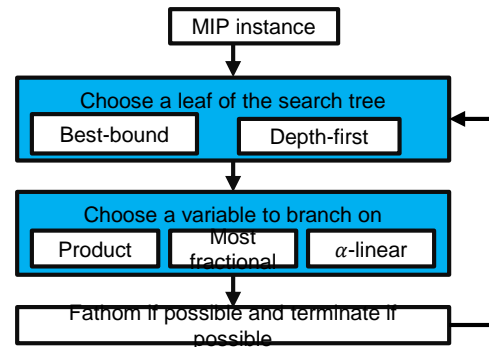 MIP instance
Choose a leaf of the search tree
Best-bound
Depth-first
Choose a variable to branch on
Product
Most
fractional
α-linear
Fathom if possible and terminate if
possible